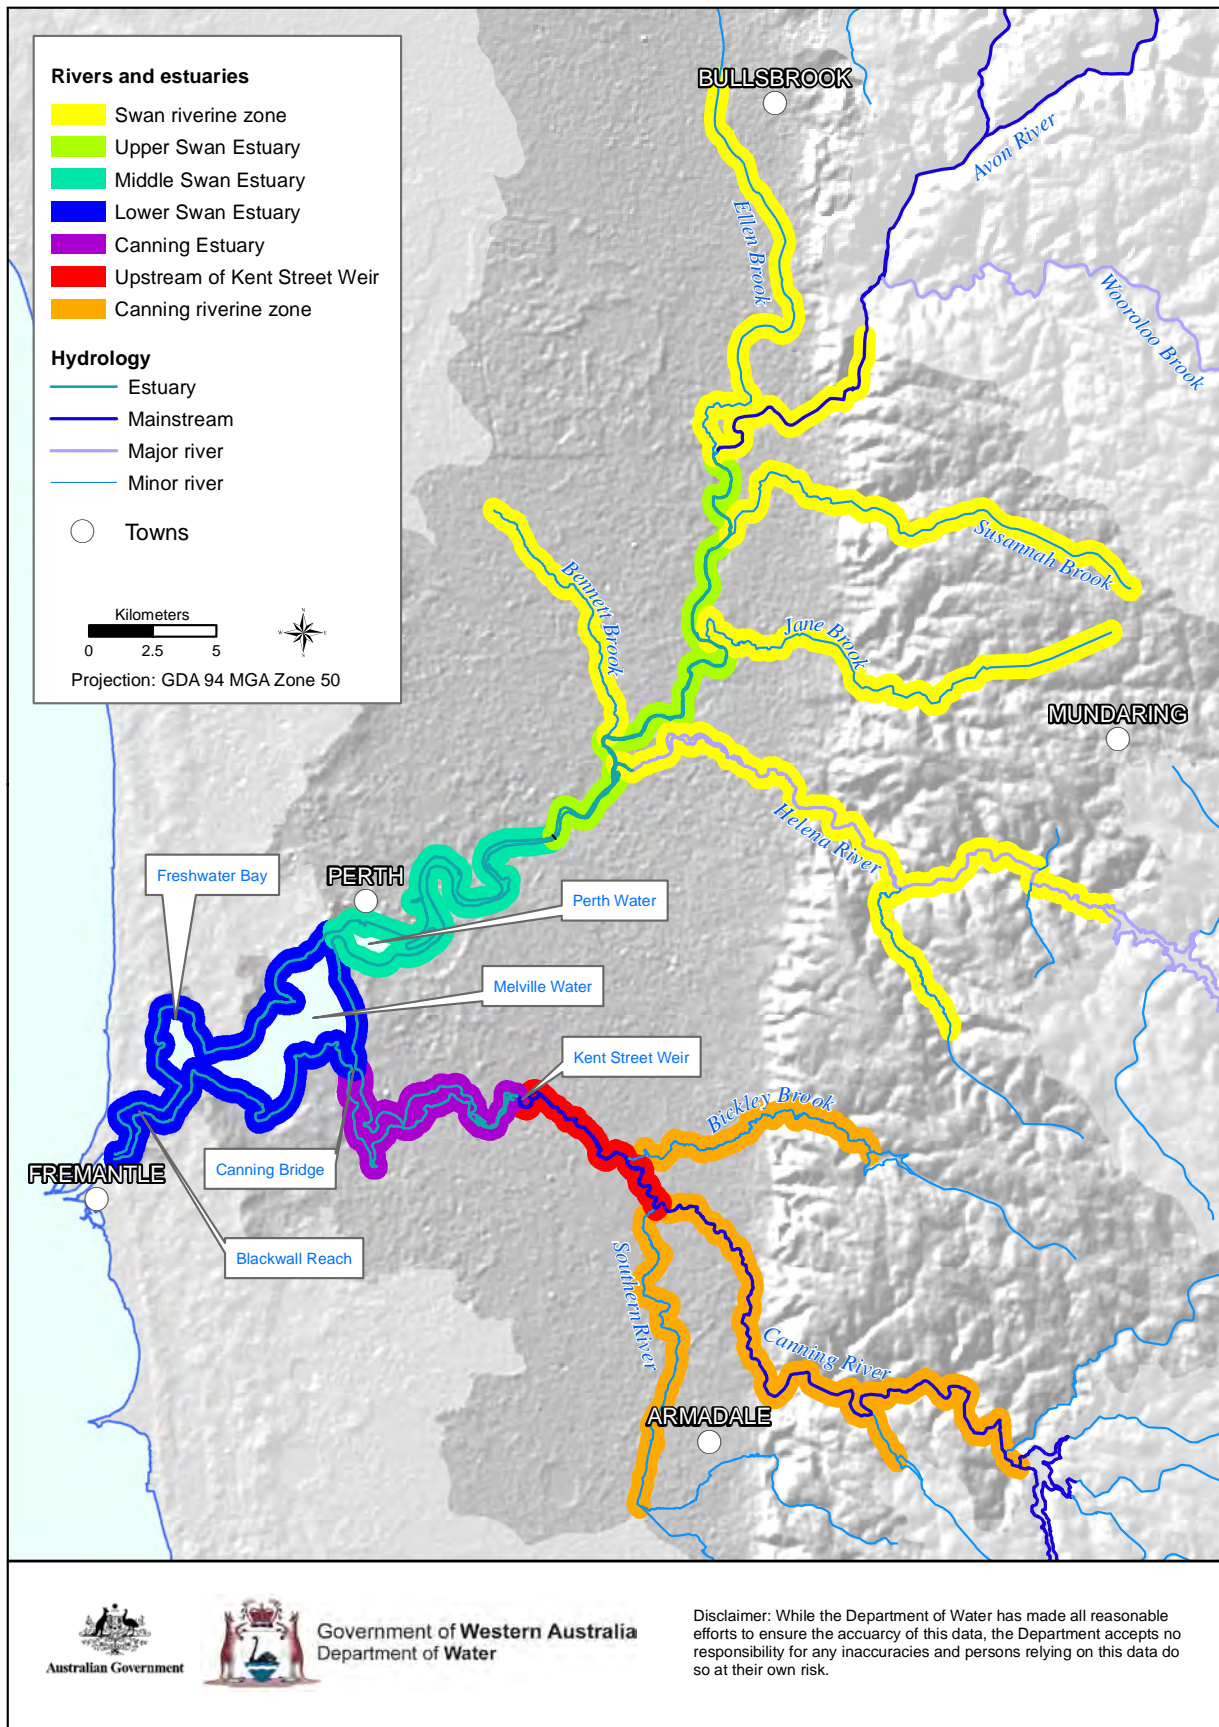 Rivers and estuaries
Swan riverine zone
Upper Swan Estuary
Middle Swan Estuary
Lower Swan Estuary
Canning Estuary
Upstream of Kent Street Weir
Canning riverine zone
Hydrology
Estuary
Mainstream
Major river
Minor river
Towns
Kilometers
0 2.5 5
N
W E
S
Projection: GDA 94 MGA Zone 50
BULLSBROOK
Avon River
Ellen Brook
Wooroloo Brook
Susannah Brook
Bennett Brook
Jane Brook
MUNDARING
Helena River
Freshwater Bay
PERTH
Perth Water
Melville Water
Kent Street Weir
Bickley Brook
Canning Bridge
FREMANTLE
Blackwall Reach
Southern River
Canning River
ARMADALE
Australian Government
Government of Western Australia
Department of Water
Disclaimer: While the Department of Water has made all reasonable
efforts to ensure the accuarcy of this data, the Department accepts no
responsibility for any inaccuracies and persons relying on this data do
so at their own risk.